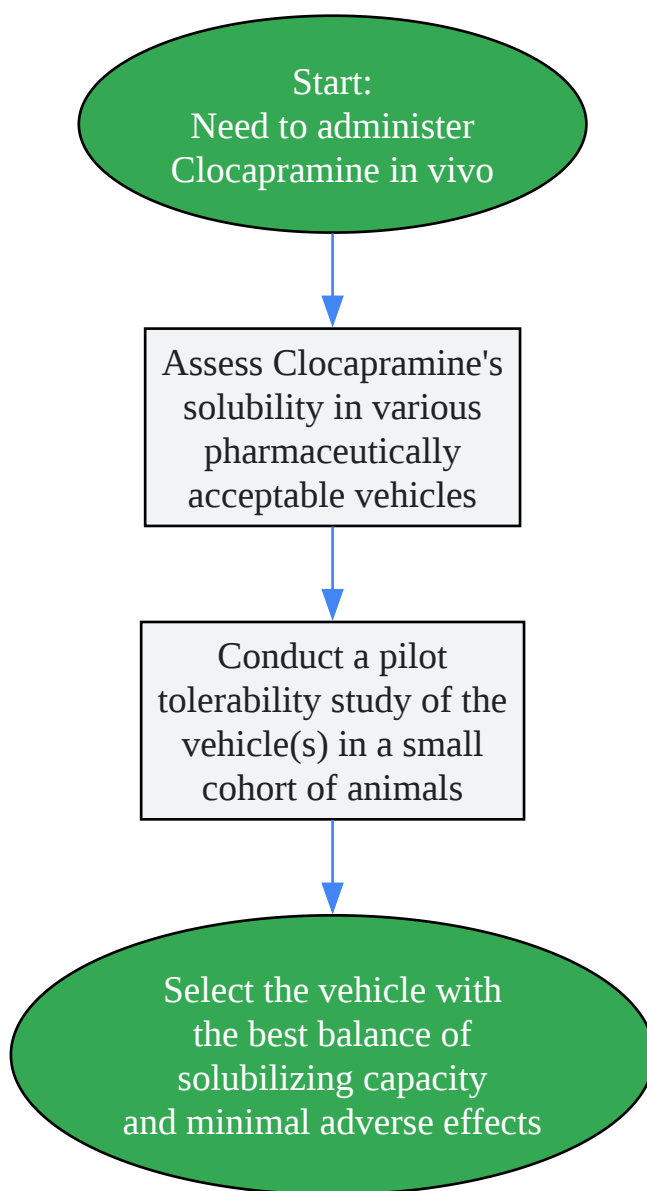 Start:
Need to administer
Clocapramine in vivo
Assess Clocapramine's
solubility in various
pharmaceutically
acceptable vehicles
Conduct a pilot
tolerability study of the
vehicle(s) in a small
cohort of animals
Select the vehicle with
the best balance of
solubilizing capacity
and minimal adverse effects